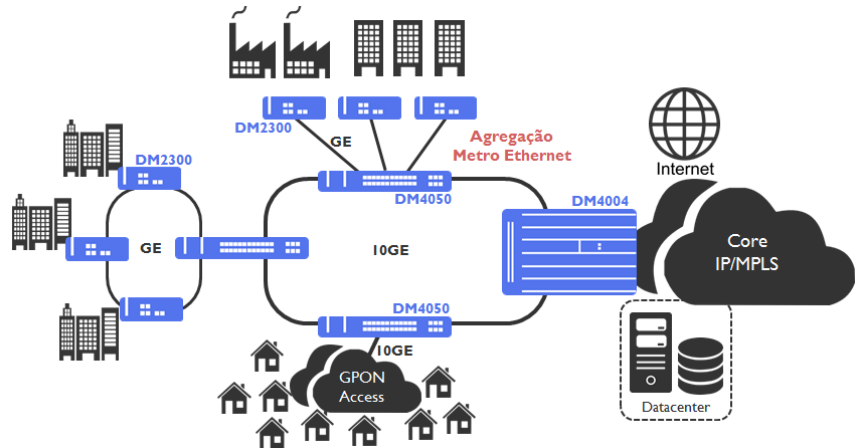 DM2300
GE
Agregação
Metro Ethernet
Internet
DM2300
DM4050
DM4004
GE
10GE
Core
IP/MPLS
DM4050
10GE
GPON
Access
Datacenter